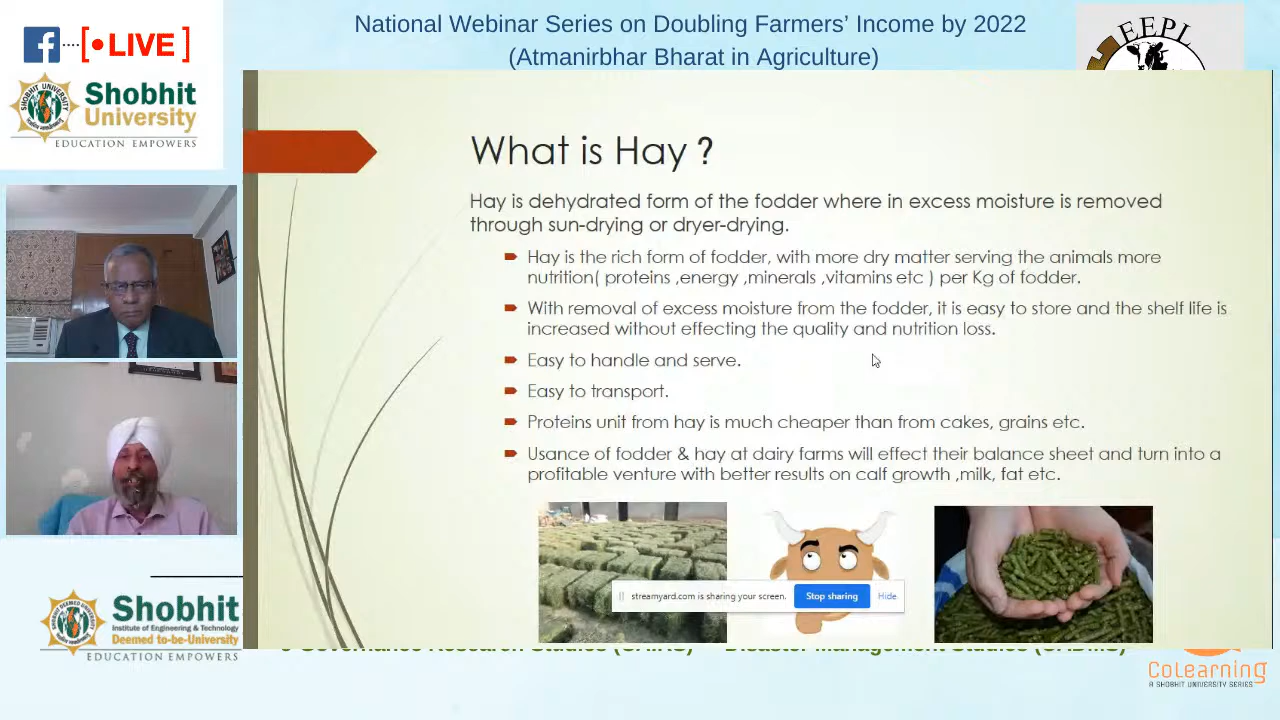 National Webinar Series on Doubling Farmers' Income by 2022
(Atmanirbhar Bharat in Agriculture)
LIVE
EEPL
Shobhit
University
EDUCATION EMPOWERS
What is Hay ?
Hay is dehydrated form of the fodder where in excess moisture is removed
through sun-drying or dryer-drying.
Hay is the rich form of fodder, with more dry matter serving the animals more
nutrition( proteins ,energy ,minerals ,vitamins etc ) per Kg of fodder.
With removal of excess moisture from the fodder, it is easy to store and the shelf life is
increased without effecting the quality and nutrition loss.
Easy to handle and serve.
Easy to transport.
Proteins unit from hay is much cheaper than from cakes, grains etc.
Usance of fodder & hay at dairy farms will effect their balance sheet and turn into a
profitable venture with better results on calf growth ,milk, fat etc.
streamyard.com is sharing your screen.
Stop sharing
Hide
Shobhit
Institute of Engineering & Technology
Deemed to-be-University
EDUCATION EMPOWERS
CoLearning
A SHOBHIT UNIVERSITY SERIES